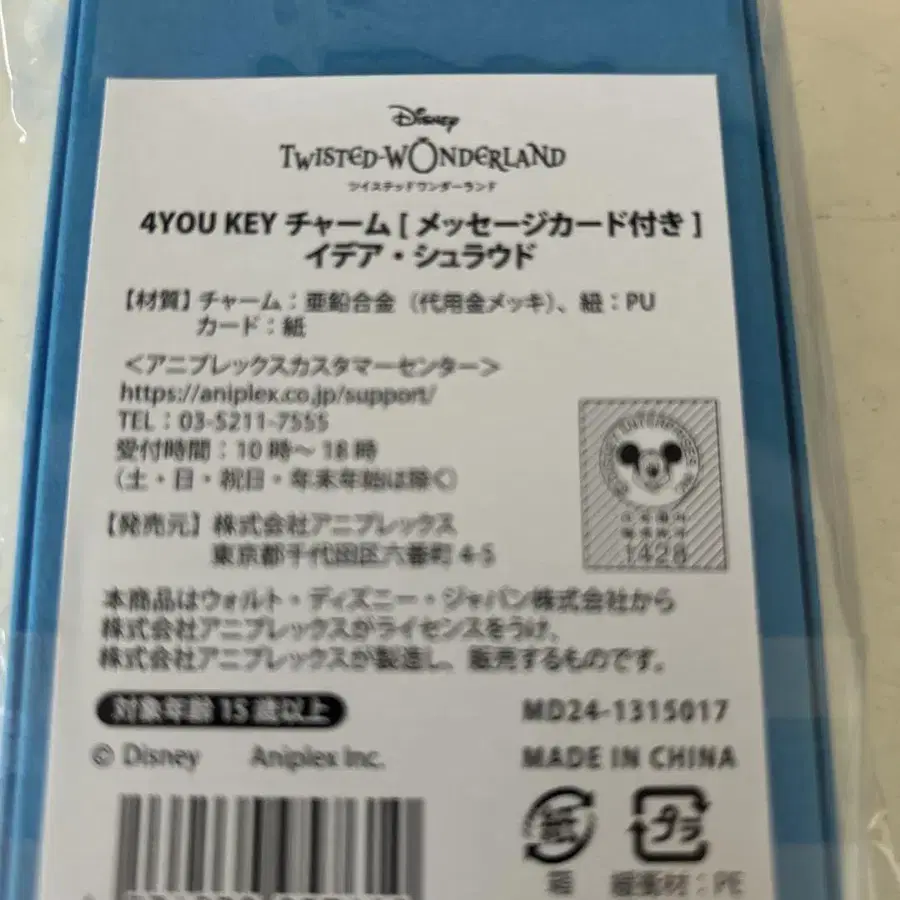 Disney
TWISTED-WONDERLAND
ツイステッドワンダーランド
4YOU KEY チャーム [ メッセージカード付き ]
イデア・シュラウド
【材質】チャーム：亜鉛合金（代用金メッキ）、紐：PU
カード：紙
＜アニプレックスカスタマーセンター＞
https://aniplex.co.jp/support/
TEL：03-5211-7555
受付時間：10時～18時
（土・日・祝日・年末年始は除く）
【発売元】株式会社アニプレックス
東京都千代田区六番町 4-5
1428
本商品はウォルト・ディズニー・ジャパン株式会社から
株式会社アニプレックスがライセンスをうけ、
株式会社アニプレックスが製造し、販売するものです。
対象年齢 15 歳以上
MD24-1315017
© Disney Aniplex Inc.
MADE IN CHINA
プラ
紙
緩衝材：PE